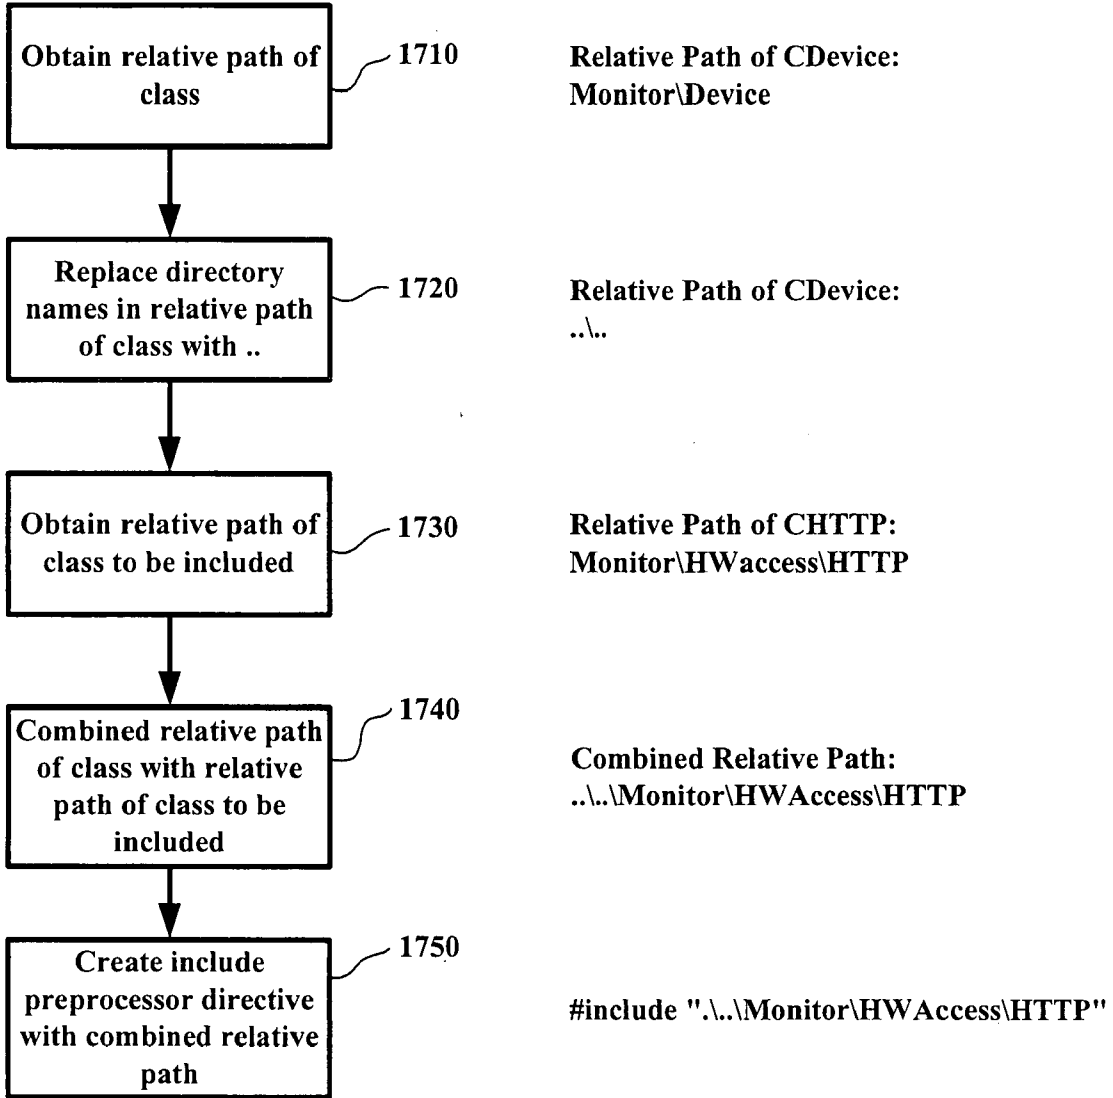 Obtain relative path of
class
1710
Relative Path of CDevice:
Monitor\Device
Replace directory
names in relative path
of class with ..
1720
Relative Path of CDevice:
..\..
Obtain relative path of
class to be included
1730
Relative Path of CHTTP:
Monitor\HWaccess\HTTP
Combined relative path
of class with relative
path of class to be
included
1740
Combined Relative Path:
..\..\Monitor\HWAccess\HTTP
Create include
preprocessor directive
with combined relative
path
1750
#include ".\..\Monitor\HWAccess\HTTP"